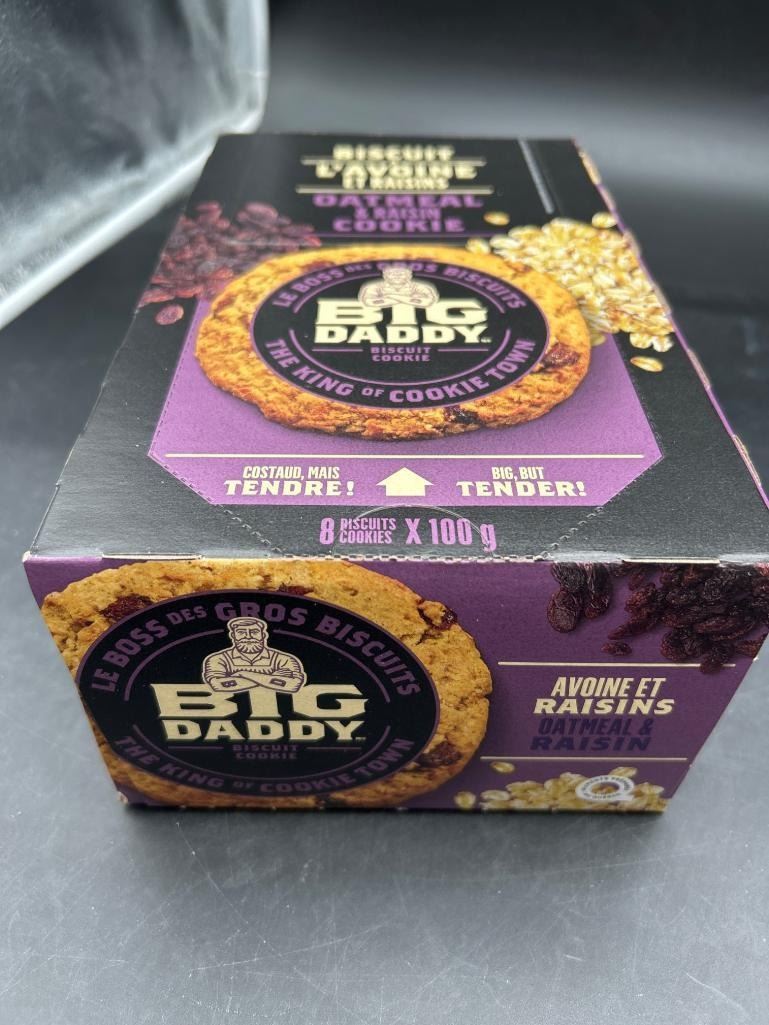 BISCUIT
L'AVOINE
ET RAISINS
OATMEAL
& RAISIN
COOKIE
LE BOSS DES GROS BISCUITS
BIG
DADDY
BISCUIT
COOKIE
THE KING OF COOKIE TOWN
COSTAUD, MAIS
TENDRE!
BIG, BUT
TENDER!
8 BISCUITS
COOKIES X 100 g
LE BOSS DES GROS BISCUITS
BIG
DADDY
BISCUIT
COOKIE
THE KING OF COOKIE TOWN
AVOINE ET
RAISINS
OATMEAL &
RAISIN